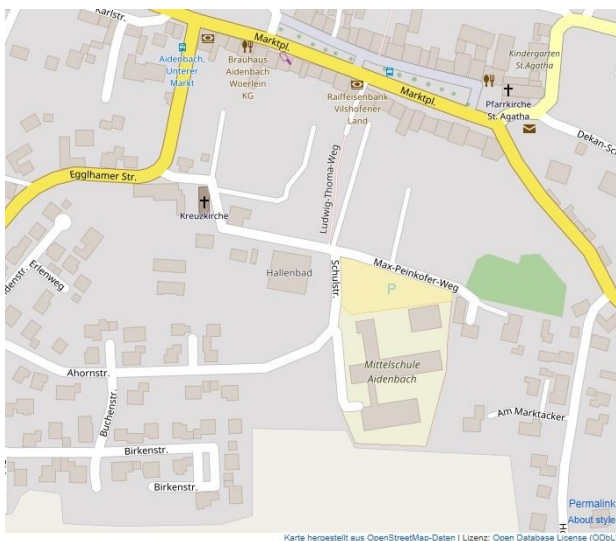 Karlstr.
Marktpl.
Aidenbach,
Unterer
Markt
Brauhaus
Aidenbach
Woerlein
KG
Kindergarten
St.Agatha
Raiffeisenbank
Vilshofener
Land
Marktpl.
Pfarrkirche
St. Agatha
Dekan-Sc
Egglhamer Str.
Ludwig-Thoma-Weg
Kreuzkirche
Erlenweg
denstr.
Hallenbad
Schulstr.
Max-Peinkofer-Weg
P
Mittelschule
Aidenbach
Ahornstr.
Buchenstr.
Am Marktacker
Birkenstr.
Birkenstr.
Permalink
About style
Karte hergestellt aus OpenStreetMap-Daten | Lizenz: Open Database License (ODbL)